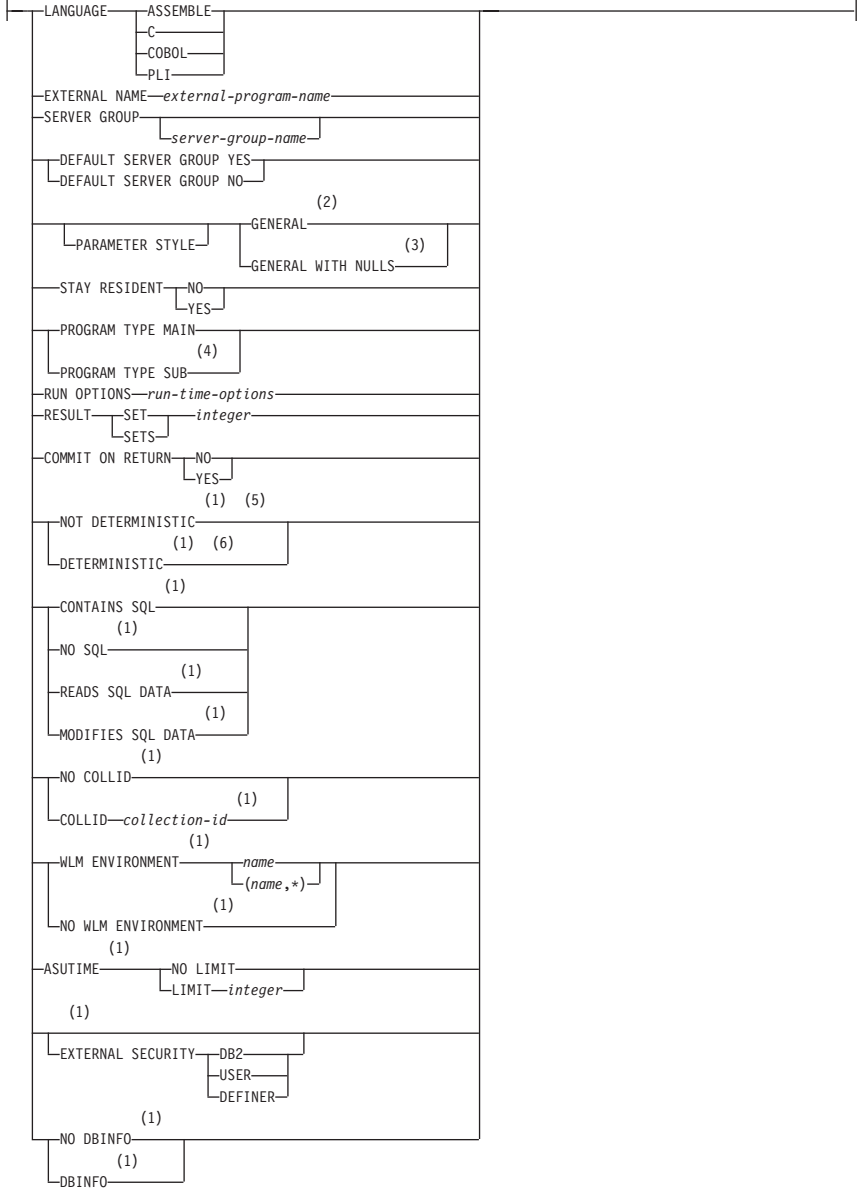 LANGUAGE ASSEMBLE
C
COBOL
PLI
EXTERNAL NAME external-program-name
SERVER GROUP
server-group-name
DEFAULT SERVER GROUP YES
DEFAULT SERVER GROUP NO
(2)
GENERAL
PARAMETER STYLE (3)
GENERAL WITH NULLS
STAY RESIDENT NO
YES
PROGRAM TYPE MAIN
(4)
PROGRAM TYPE SUB
RUN OPTIONS run-time-options
RESULT SET integer
SETS
COMMIT ON RETURN NO
YES
(1) (5)
NOT DETERMINISTIC
(1) (6)
DETERMINISTIC
(1)
CONTAINS SQL
(1)
NO SQL
(1)
READS SQL DATA
(1)
MODIFIES SQL DATA
(1)
NO COLLID
(1)
COLLID collection-id
(1)
WLM ENVIRONMENT name
(name,*)
(1)
NO WLM ENVIRONMENT
(1)
ASUTIME NO LIMIT
LIMIT integer
(1)
EXTERNAL SECURITY DB2
USER
DEFINER
(1)
NO DBINFO
(1)
DBINFO